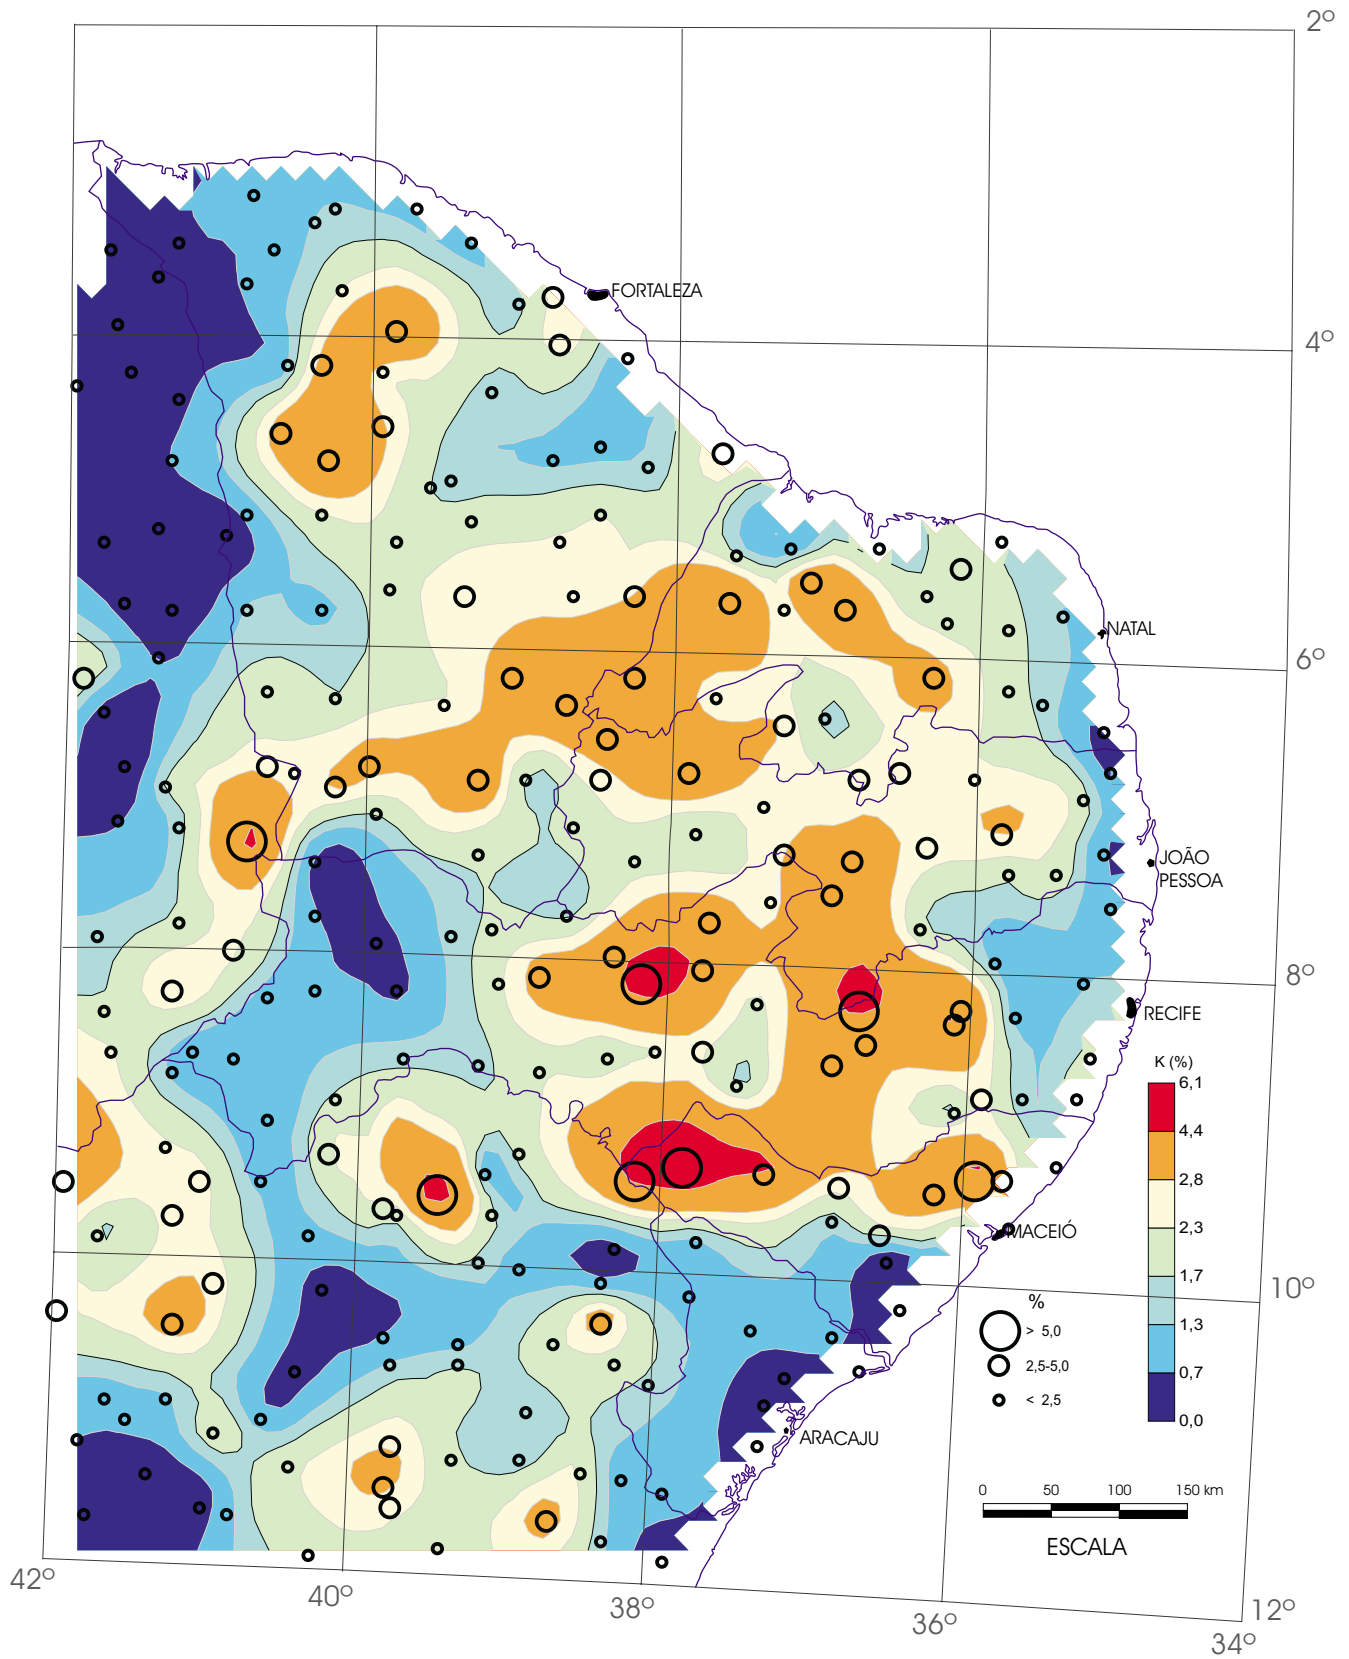 2º
FORTALEZA
4º
NATAL
6º
JOÃO
PESSOA
8º
RECIFE
K (%)
6,1
4,4
2,8
2,3
1,7
1,3
0,7
0,0
MACEIÓ
10º
%
> 5,0
2,5-5,0
< 2,5
ARACAJU
0 50 100 150 km
ESCALA
42º
40º
38º
36º
34º
12º